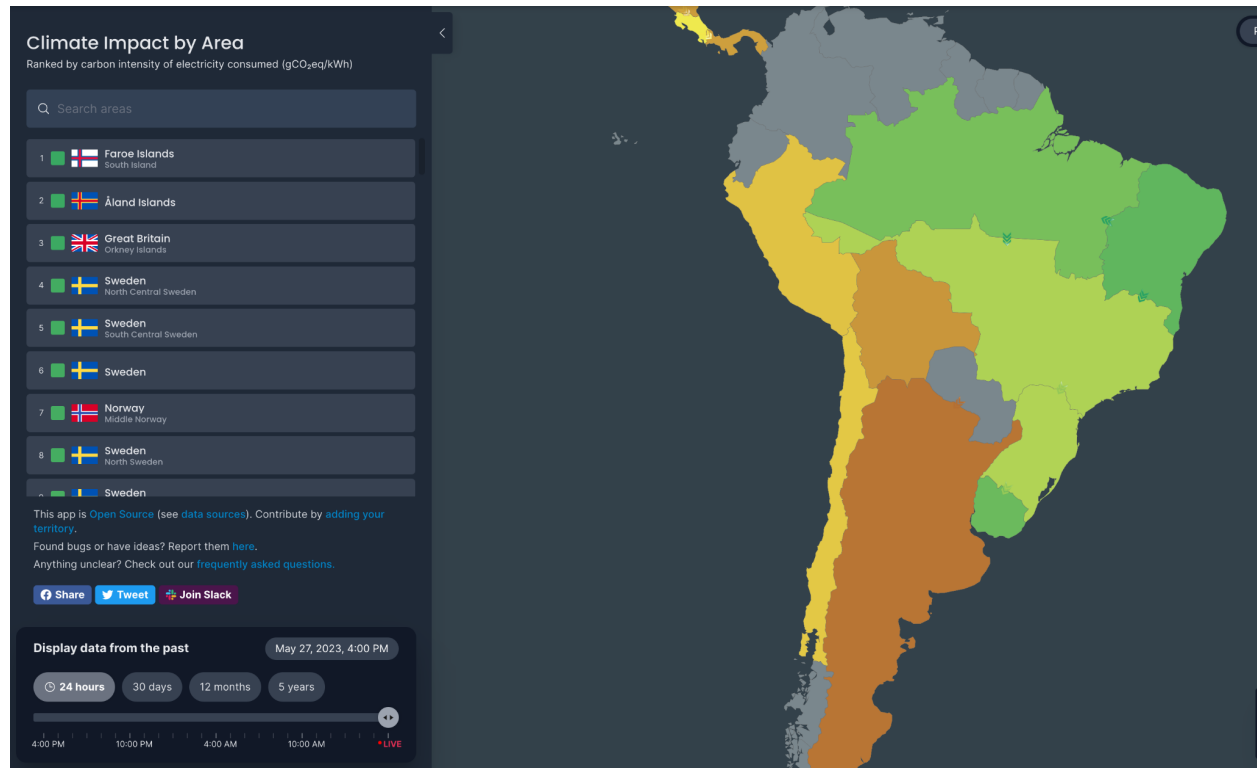 Climate Impact by Area
Ranked by carbon intensity of electricity consumed (gCO₂eq/kWh)
Search areas
1 Faroe Islands
South Island
2 Åland Islands
3 Great Britain
Orkney Islands
4 Sweden
North Central Sweden
5 Sweden
South Central Sweden
6 Sweden
7 Norway
Middle Norway
8 Sweden
North Sweden
Sweden
This app is Open Source (see data sources). Contribute by adding your
territory.
Found bugs or have ideas? Report them here.
Anything unclear? Check out our frequently asked questions.
Share Tweet Join Slack
Display data from the past May 27, 2023, 4:00 PM
24 hours 30 days 12 months 5 years
4:00 PM 10:00 PM 4:00 AM 10:00 AM LIVE